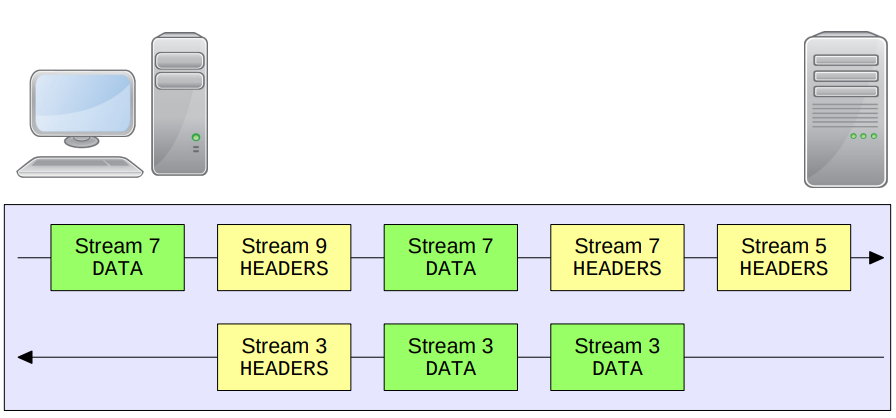 Stream 7
DATA
Stream 9
HEADERS
Stream 7
DATA
Stream 7
HEADERS
Stream 5
HEADERS
Stream 3
HEADERS
Stream 3
DATA
Stream 3
DATA